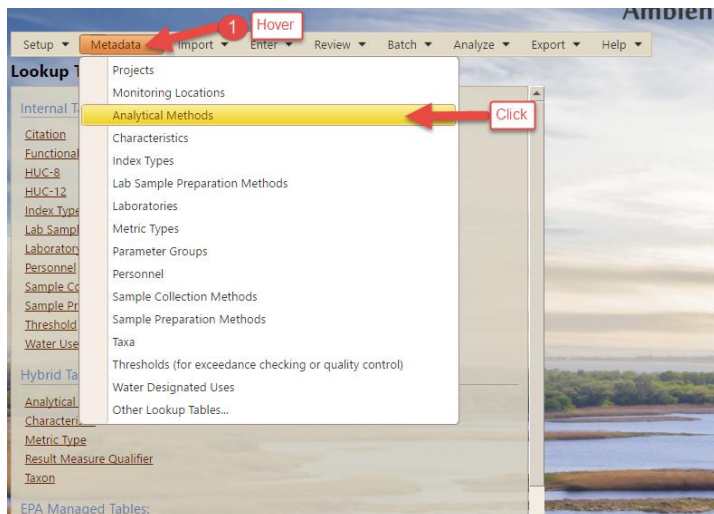 Ambien
1 Hover
Setup Metadata Import Enter Review Batch Analyze Export Help
Lookup T
Projects
Monitoring Locations
Internal Ta
Analytical Methods
Click
Citation
Characteristics
Functional
Index Types
HUC-8
HUC-12
Lab Sample Preparation Methods
Index Type
Laboratories
Lab Sampl
Metric Types
Laboratory
Parameter Groups
Personnel
Personnel
Sample Co
Sample Collection Methods
Sample Pr
Sample Preparation Methods
Threshold
Taxa
Water Use
Thresholds (for exceedance checking or quality control)
Hybrid Ta
Water Designated Uses
Analytical
Other Lookup Tables...
Characteris
Metric Type
Result Measure Qualifier
Taxon
EPA Managed Tables: